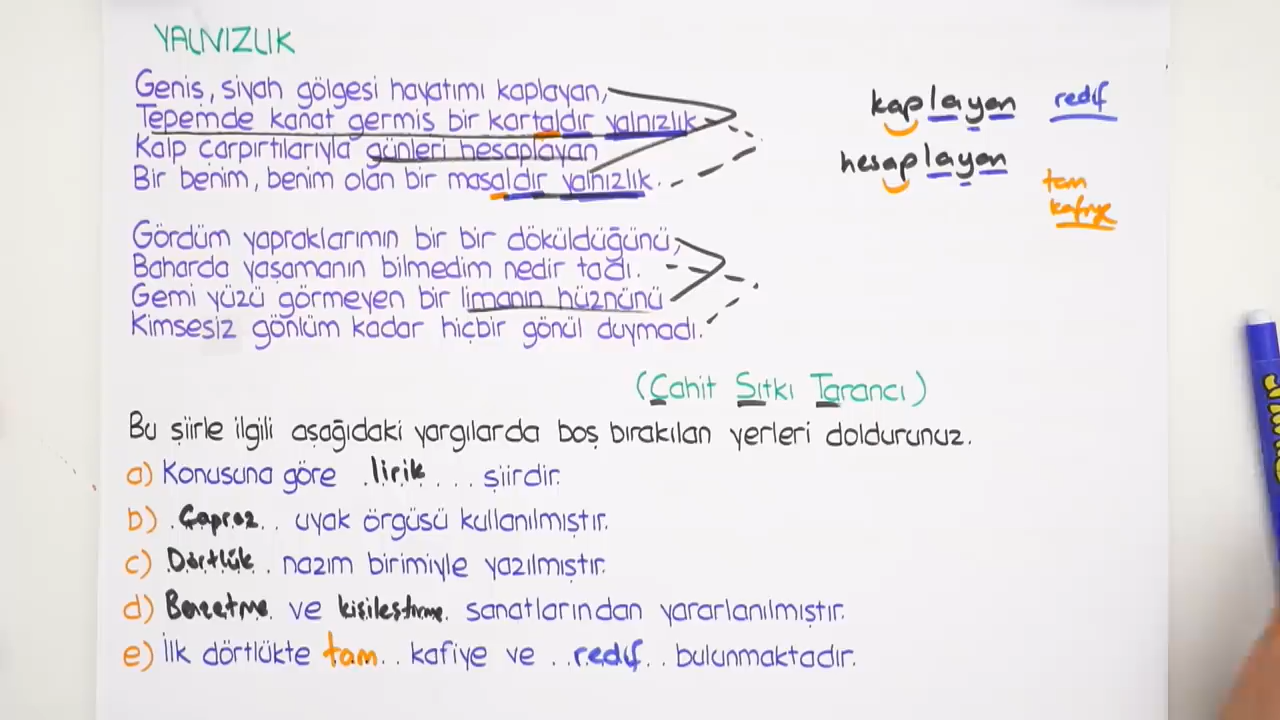 YALNIZLIK
Geniş, siyah gölgesi hayatımı kaplayan,
Tepemde kanat germiş bir kartaldır yalnızlık
Kalp çarpıntılarıyla günleri hesaplayan
Bir benim, benim olan bir masaldır yalnızlık.
Gördüm yapraklarımın bir bir döküldüğünü,
Baharda yaşamanın bilmedim nedir tadı.
Gemi yüzü görmeyen bir limanın hüznünü
Kimsesiz gönlüm kadar hiçbir gönül duymadı.
(Cahit Sıtkı Tarancı)
kaplayan redif
hesaplayan
tam
kafiye
Bu şiirle ilgili aşağıdaki yargılarda boş bırakılan yerleri doldurunuz.
a) Konusuna göre .lirik. . . şiirdir.
b) .Çapraz. . uyak örgüsü kullanılmıştır.
c) Dörtlük . nazım birimiyle yazılmıştır.
d) Benzetme ve kişileştirme. sanatlarından yararlanılmıştır.
e) İlk dörtlükte tam. . kafiye ve . .redif. . bulunmaktadır.